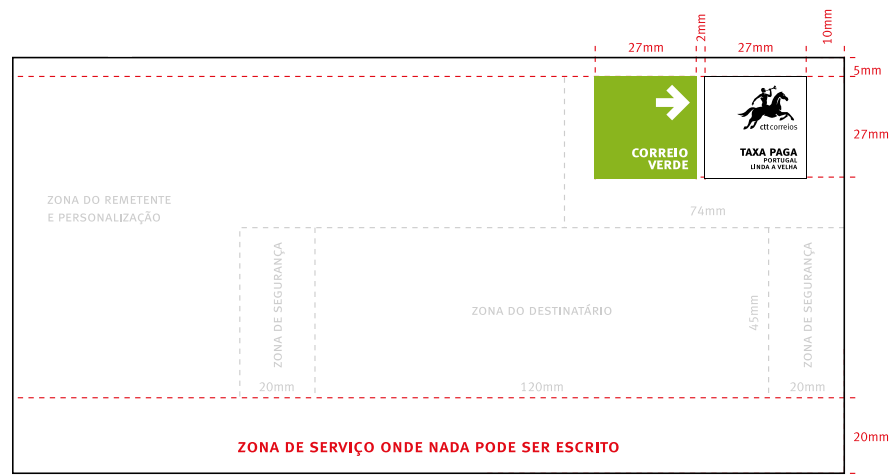 27mm
2mm
27mm
10mm
5mm
27mm
CORREIO
VERDE
ctt correios
TAXA PAGA
PORTUGAL
LINDA A VELHA
ZONA DO REMETENTE
E PERSONALIZAÇÃO
74mm
ZONA DE SEGURANÇA
ZONA DO DESTINATÁRIO
45mm
ZONA DE SEGURANÇA
20mm
120mm
20mm
20mm
ZONA DE SERVIÇO ONDE NADA PODE SER ESCRITO